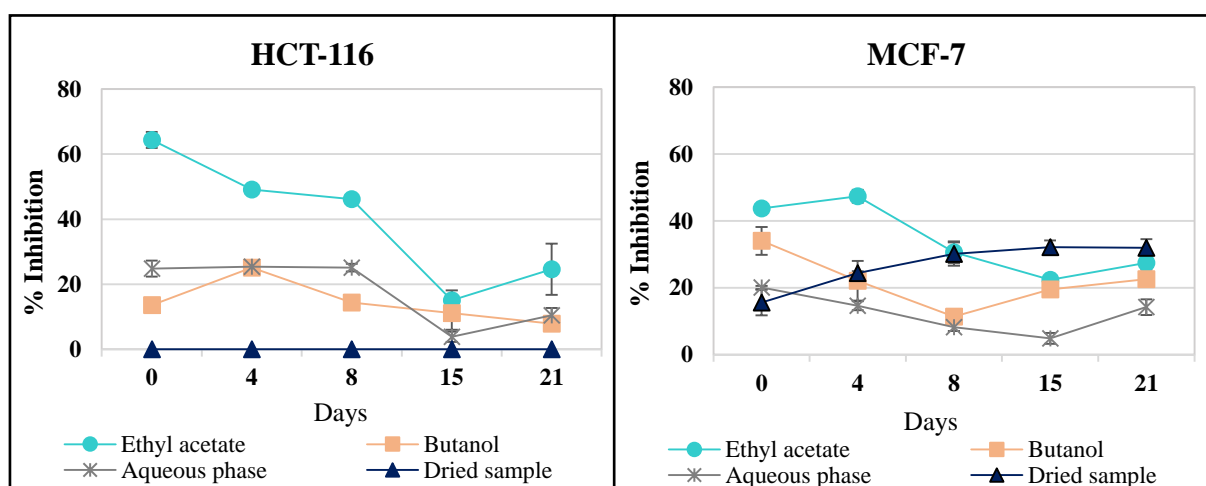 HCT-116
% Inhibition
80
60
40
20
0
0 4 8 15 21
Days
Ethyl acetate Butanol
Aqueous phase Dried sample
MCF-7
% Inhibition
80
60
40
20
0
0 4 8 15 21
Days
Ethyl acetate Butanol
Aqueous phase Dried sample